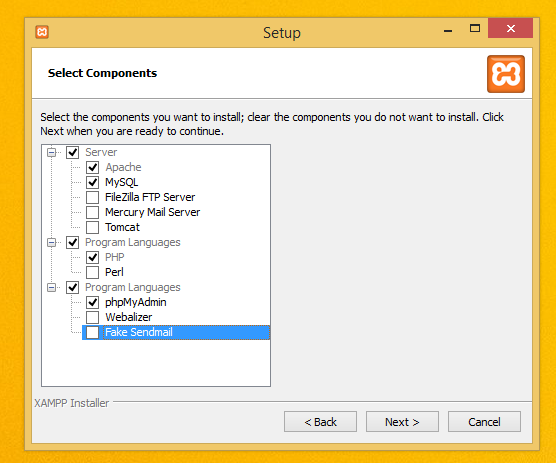 Setup
Select Components
Select the components you want to install; clear the components you do not want to install. Click
Next when you are ready to continue.
Server
Apache
MySQL
FileZilla FTP Server
Mercury Mail Server
Tomcat
Program Languages
PHP
Perl
Program Languages
phpMyAdmin
Webalizer
Fake Sendmail
XAMPP Installer
< Back
Next >
Cancel